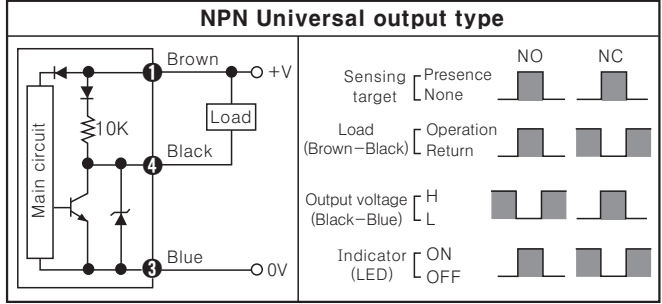 NPN Universal output type
Main circuit
10K
1
Brown
+V
Load
4
Black
3
Blue
0V
NO NC
Sensing target Presence None
Load (Brown-Black) Operation Return
Output voltage (Black-Blue) H L
Indicator (LED) ON OFF